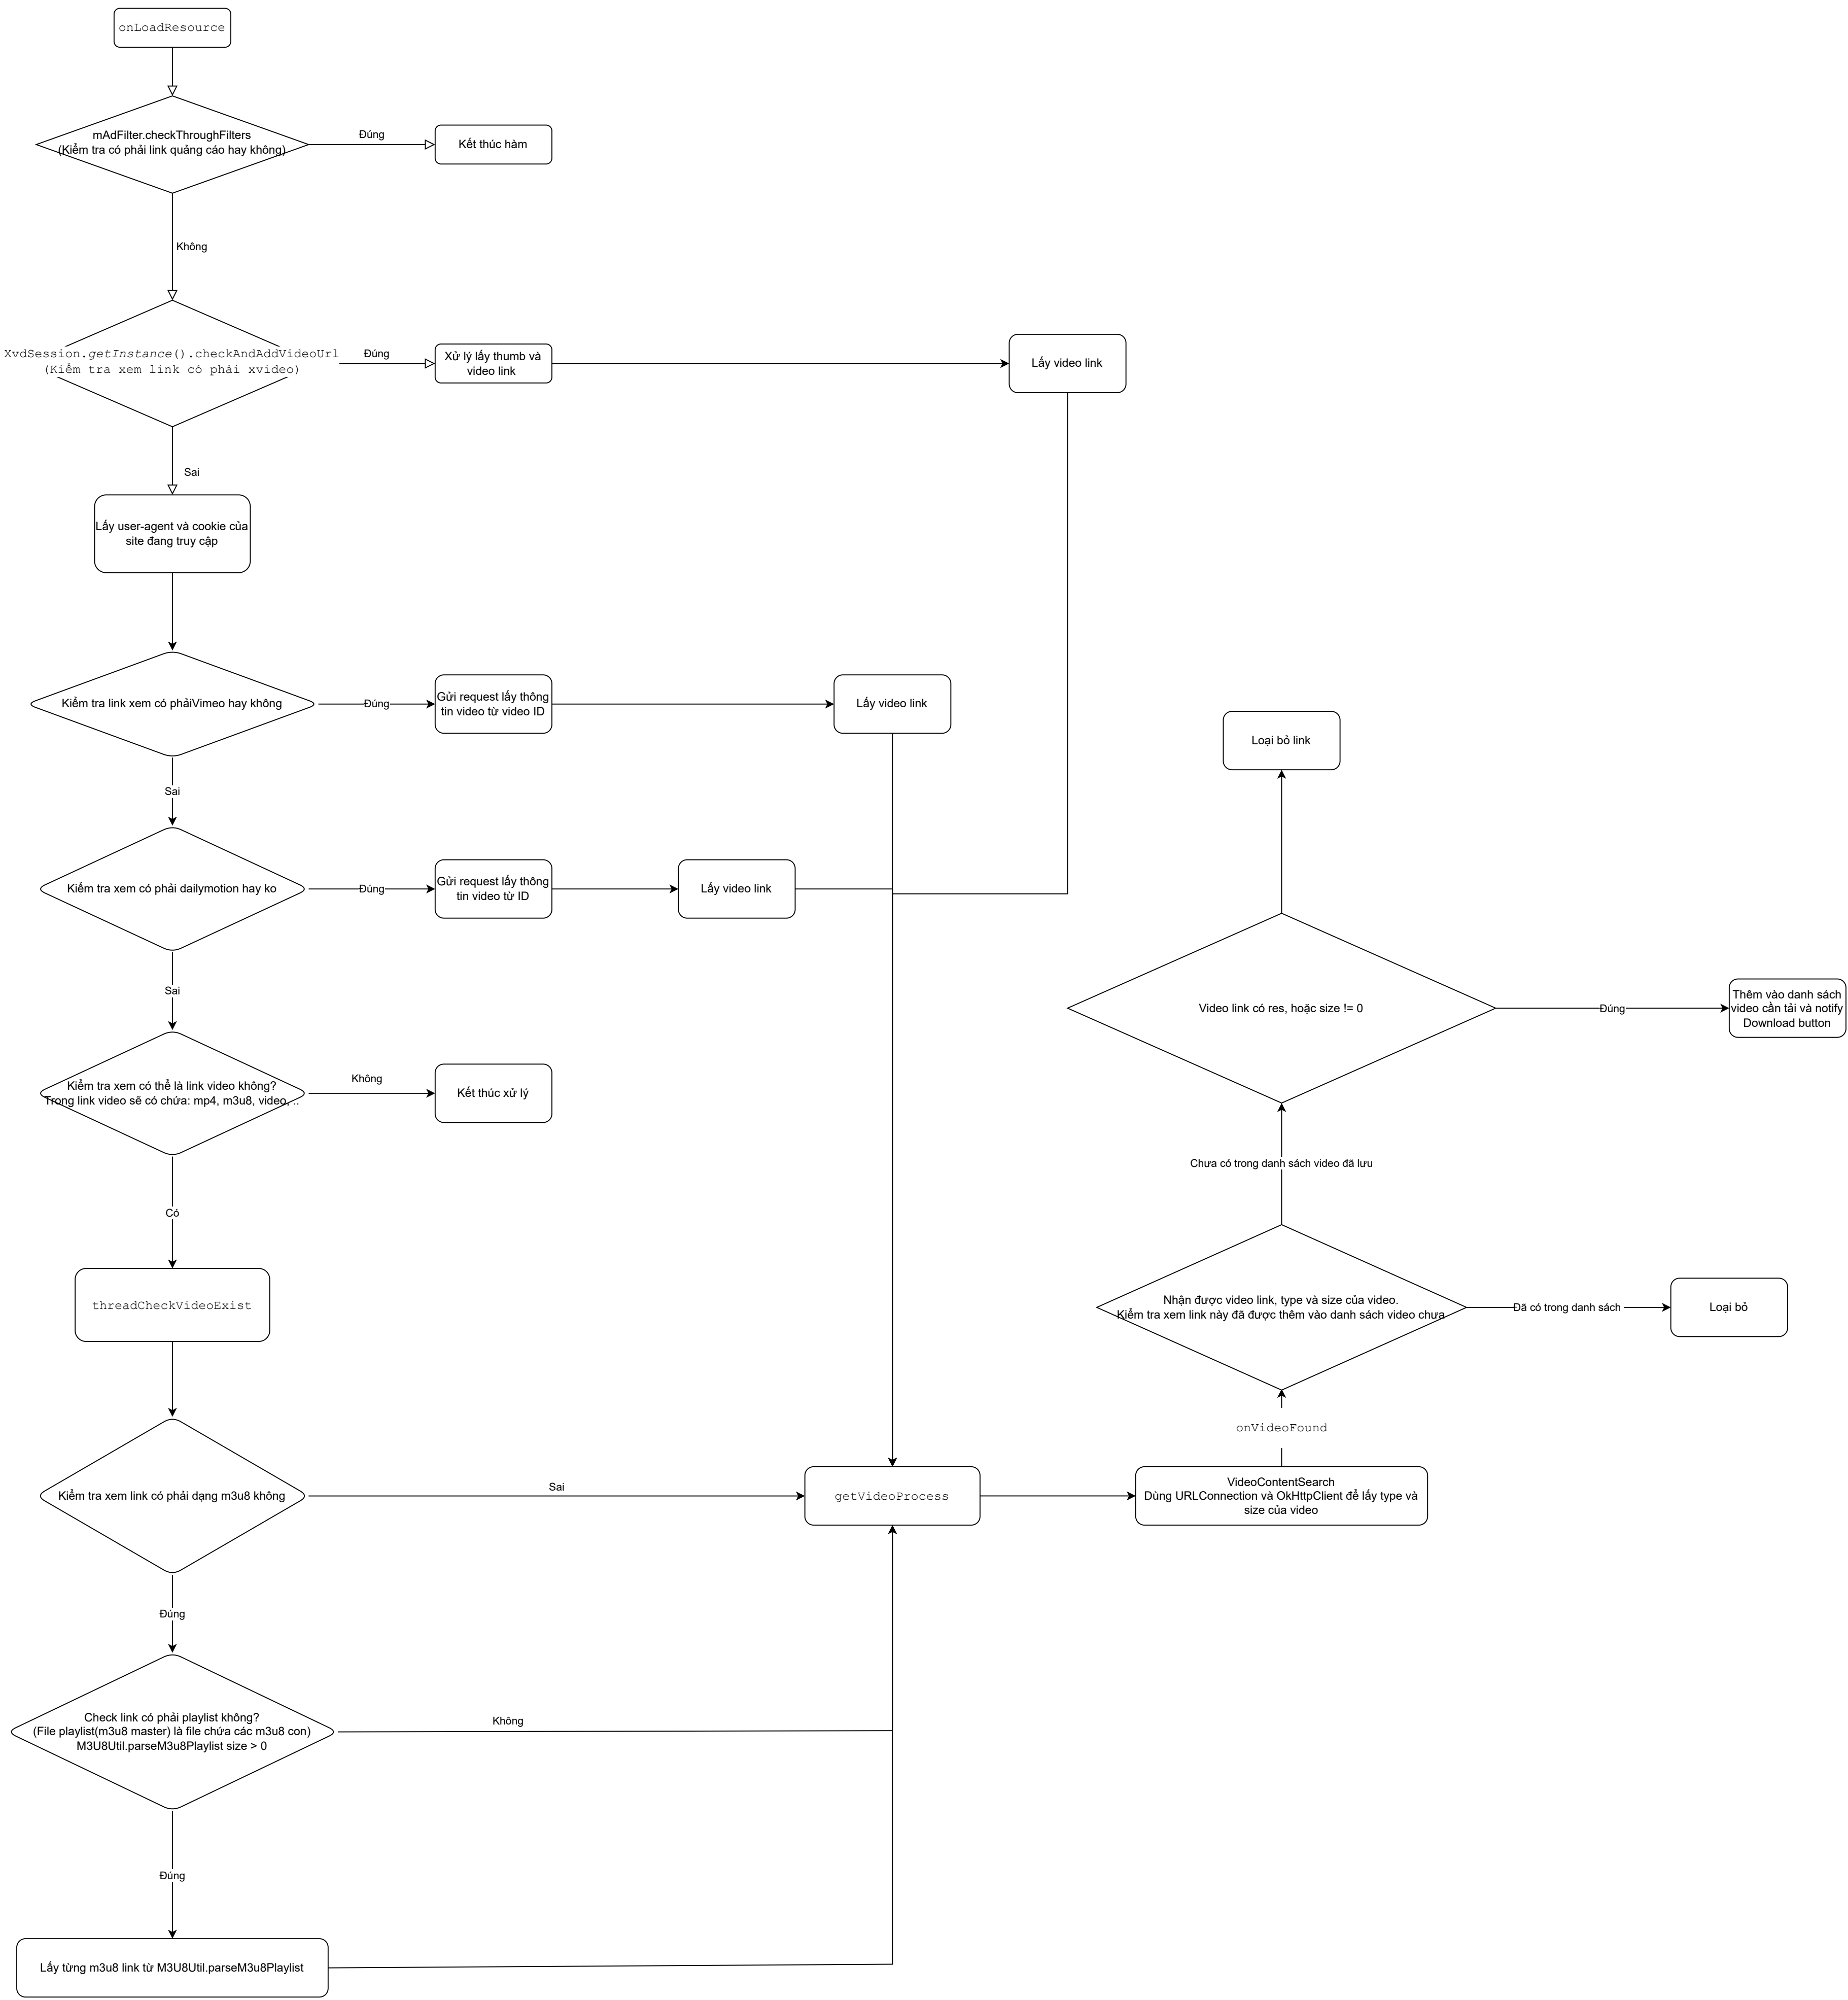 onLoadResource
mAdFilter.checkThroughFilters
(Kiểm tra có phải link quảng cáo hay không)
Đúng
Kết thúc hàm
Không
XvdSession.getInstance().checkAndAddVideoUrl
(Kiểm tra xem link có phải xvideo)
Đúng
Xử lý lấy thumb và
video link
Lấy video link
Sai
Lấy user-agent và cookie của
site đang truy cập
Kiểm tra link xem có phảiVimeo hay không
Đúng
Gửi request lấy thông
tin video từ video ID
Lấy video link
Sai
Kiểm tra xem có phải dailymotion hay ko
Đúng
Gửi request lấy thông
tin video từ ID
Lấy video link
Sai
Kiểm tra xem có thể là link video không?
Trong link video sẽ có chứa: mp4, m3u8, video, ..
Không
Kết thúc xử lý
Có
threadCheckVideoExist
Kiểm tra xem link có phải dạng m3u8 không
Sai
getVideoProcess
Đúng
Check link có phải playlist không?
(File playlist(m3u8 master) là file chứa các m3u8 con)
M3U8Util.parseM3u8Playlist size > 0
Không
Đúng
Lấy từng m3u8 link từ M3U8Util.parseM3u8Playlist
VideoContentSearch
Dùng URLConnection và OkHttpClient để lấy type và
size của video
onVideoFound
Nhận được video link, type và size của video.
Kiểm tra xem link này đã được thêm vào danh sách video chưa
Đã có trong danh sách
Loại bỏ
Chưa có trong danh sách video đã lưu
Video link có res, hoặc size != 0
Đúng
Thêm vào danh sách
video cần tải và notify
Download button
Loại bỏ link